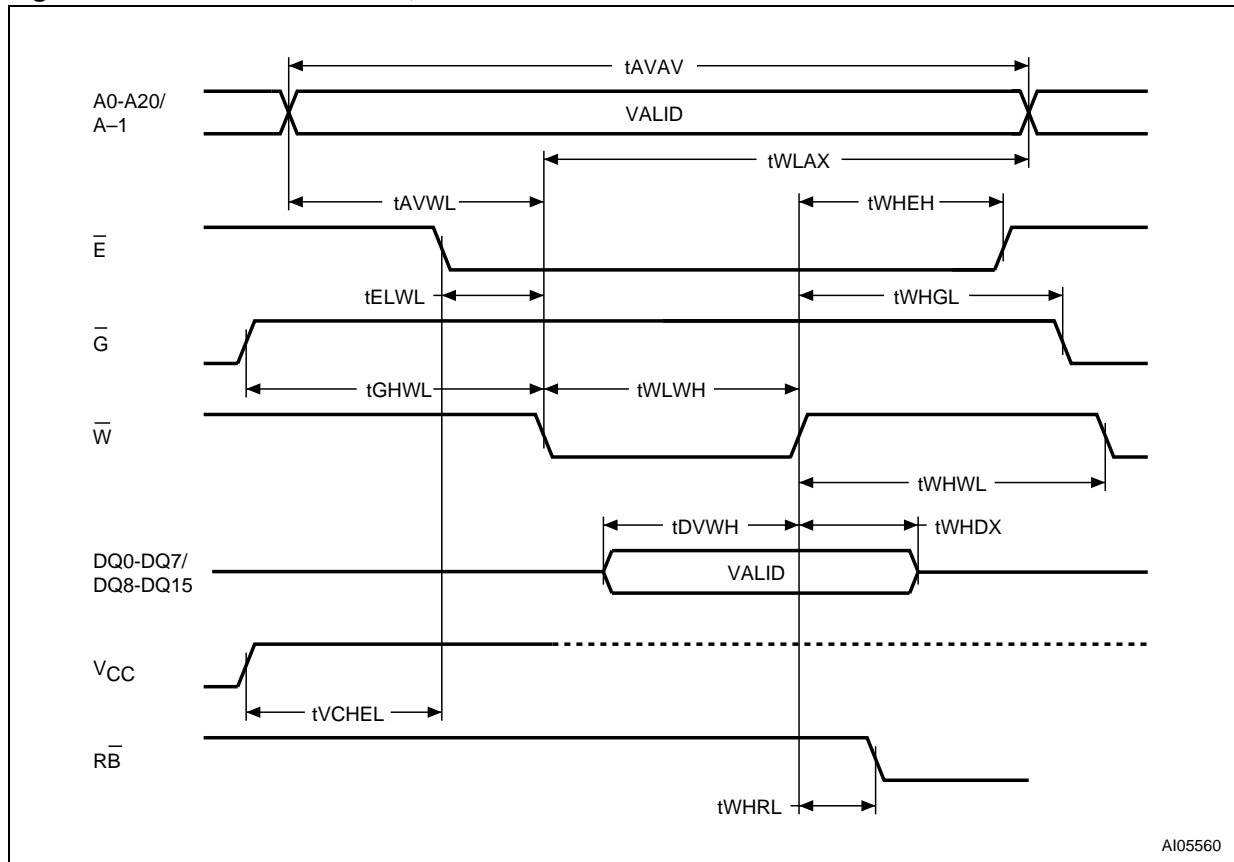 tAVAV
A0-A20/
A–1
VALID
tWLAX
tAVWL
tWHEH
E̅
tELWL
tWHGL
G̅
tGHWL
tWLWH
W̅
tWHWL
tDVWH
tWHDX
DQ0-DQ7/
DQ8-DQ15
VALID
VCC
tVCHEL
RB̅
tWHRL
AI05560